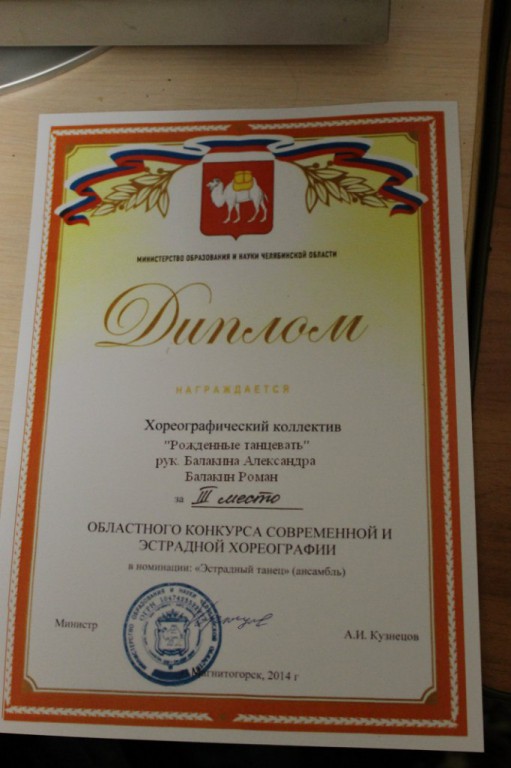 МИНИСТЕРСТВО ОБРАЗОВАНИЯ И НАУКИ ЧЕЛЯБИНСКОЙ ОБЛАСТИ
Диплом
НАГРАЖДАЕТСЯ
Хореографический коллектив
"Рожденные танцевать"
рук. Балакина Александра
Балакин Роман
за III место
ОБЛАСТНОГО КОНКУРСА СОВРЕМЕННОЙ И
ЭСТРАДНОЙ ХОРЕОГРАФИИ
в номинации: «Эстрадный танец» (ансамбль)
Министр
А.И. Кузнецов
Магнитогорск, 2014 г